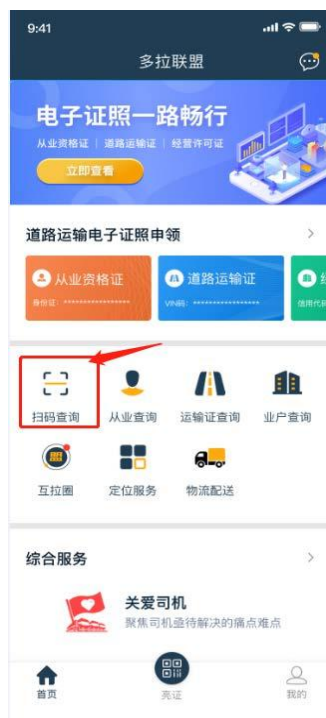 9:41
多拉联盟
电子证照一路畅行
从业资格证 | 道路运输证 | 经营许可证
立即查看
道路运输电子证照申领
从业资格证
道路运输证
身份证: ******************
VIN码: ******************
信用代码
扫码查询
从业查询
运输证查询
业户查询
盟
互拉圈
定位服务
物流配送
综合服务
关爱司机
聚焦司机亟待解决的痛点难点
首页
亮证
我的